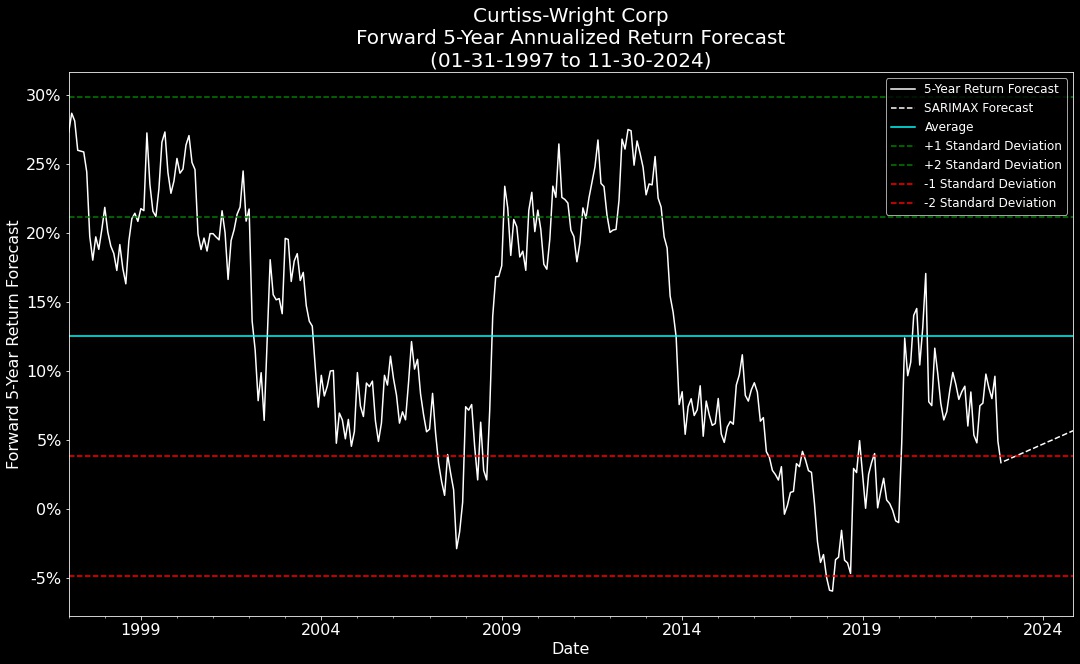 Curtiss-Wright Corp
Forward 5-Year Annualized Return Forecast
(01-31-1997 to 11-30-2024)
5-Year Return Forecast
SARIMAX Forecast
Average
+1 Standard Deviation
+2 Standard Deviation
-1 Standard Deviation
-2 Standard Deviation
Forward 5-Year Return Forecast
30%
25%
20%
15%
10%
5%
0%
-5%
1999
2004
2009
2014
2019
2024
Date